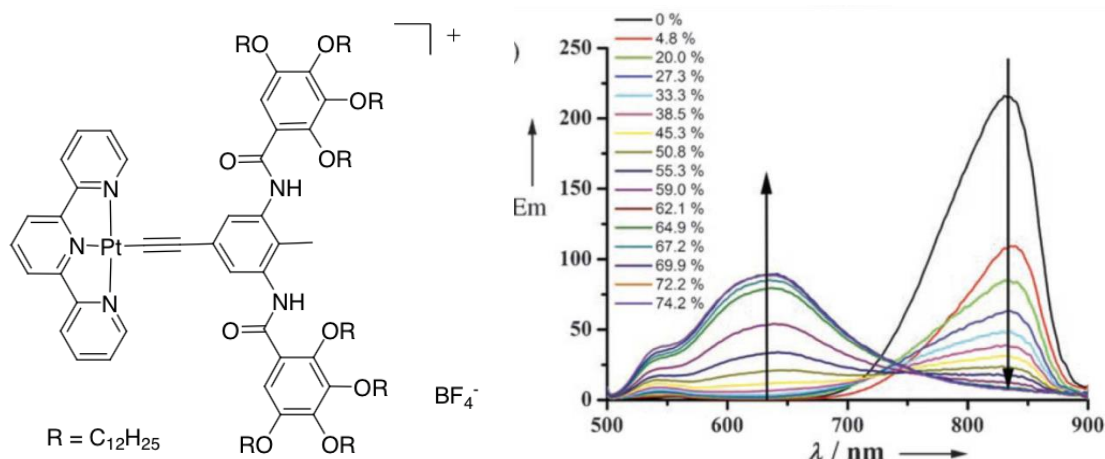 RO
OR
OR
OR
+
O
NH
N
N
Pt
N
NH
O
OR
OR
RO
OR
BF₄⁻
R = C₁₂H₂₅
)
Em
250
200
150
100
50
0
0 %
4.8 %
20.0 %
27.3 %
33.3 %
38.5 %
45.3 %
50.8 %
55.3 %
59.0 %
62.1 %
64.9 %
67.2 %
69.9 %
72.2 %
74.2 %
500 600 700 800 900
λ / nm